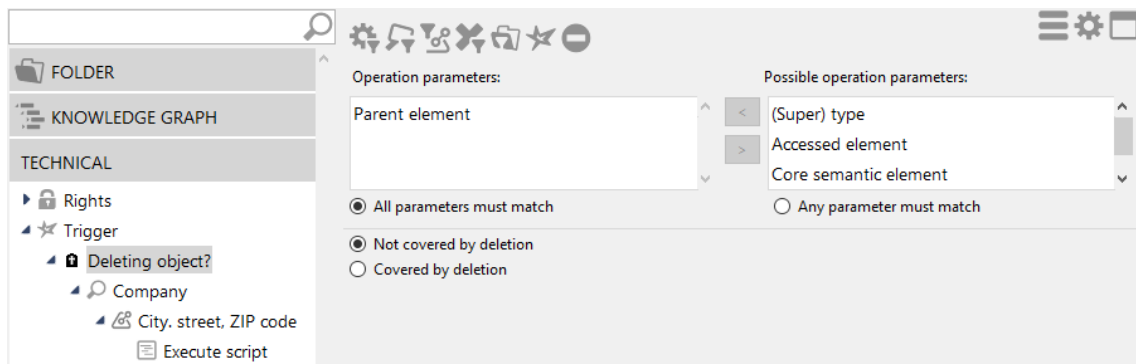 FOLDER
KNOWLEDGE GRAPH
TECHNICAL
Rights
Trigger
Deleting object?
Company
City. street, ZIP code
Execute script
Operation parameters:
Parent element
<
>
Possible operation parameters:
(Super) type
Accessed element
Core semantic element
All parameters must match
Any parameter must match
Not covered by deletion
Covered by deletion